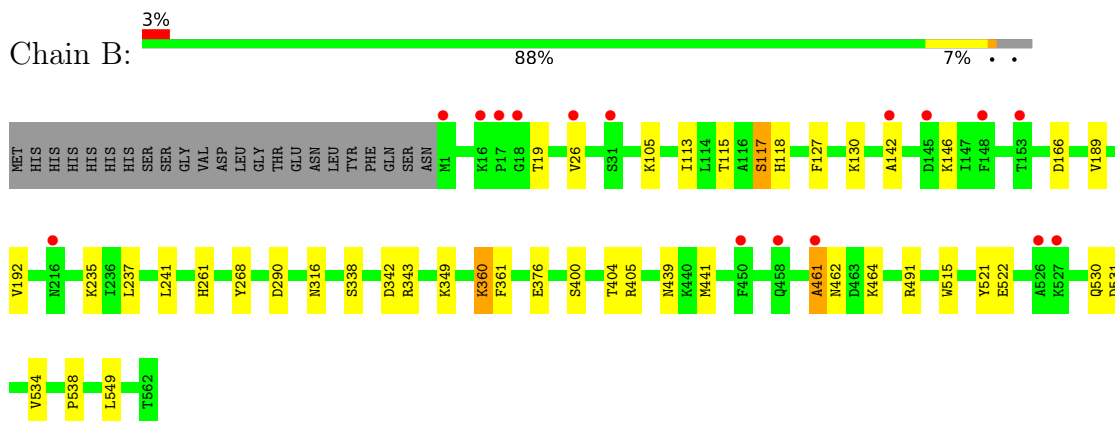 3%
Chain B:
88% 7% • •
MET HIS HIS HIS HIS HIS HIS SER SER GLY VAL ASP LEU GLY THR GLU ASN LEU TYR PHE GLN SER ASN M1 K16 P17 G18 T19 V26 S31 K105 I113 L114 T115 A116 S117 H118 F127 K130 A142 D145 K146 I147 F148 T153 D166 V189
V192 N216 K235 I236 L237 L241 H261 Y268 D290 N316 S338 D342 R343 K349 K360 F361 E376 S400 T404 R405 N439 K440 M441 F450 Q458 A461 N462 D463 K464 R491 W515 Y521 E522 A526 K527 Q530 D531
V534 P538 L549 T562